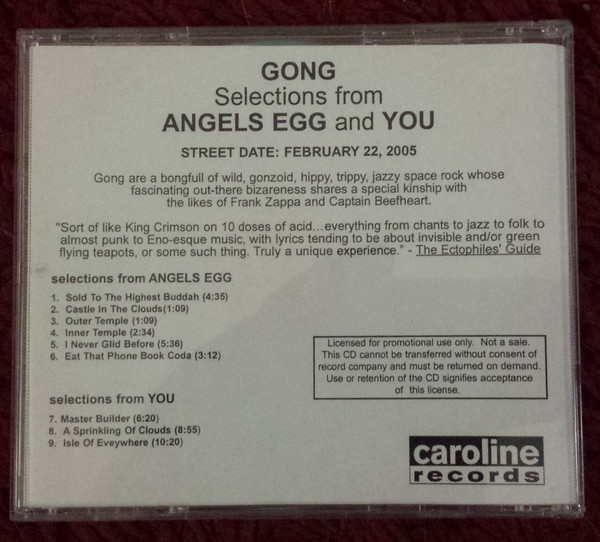 GONG
Selections from
ANGELS EGG and YOU
STREET DATE: FEBRUARY 22, 2005
Gong are a bongfull of wild, gonzoid, hippy, trippy, jazzy space rock whose
fascinating out-there bizareness shares a special kinship with
the likes of Frank Zappa and Captain Beefheart.
"Sort of like King Crimson on 10 doses of acid...everything from chants to jazz to folk to
almost punk to Eno-esque music, with lyrics tending to be about invisible and/or green
flying teapots, or some such thing. Truly a unique experience." - The Ectophiles' Guide
selections from ANGELS EGG
1. Sold To The Highest Buddah (4:35)
2. Castle In The Clouds(1:09)
3. Outer Temple (1:09)
4. Inner Temple (2:34)
5. I Never Glid Before (5:36)
6. Eat That Phone Book Coda (3:12)
Licensed for promotional use only. Not a sale.
This CD cannot be transferred without consent of
record company and must be returned on demand.
Use or retention of the CD signifies acceptance
of this license.
selections from YOU
7. Master Builder (6:20)
8. A Sprinkling Of Clouds (8:55)
9. Isle Of Eveywhere (10:20)
caroline
records